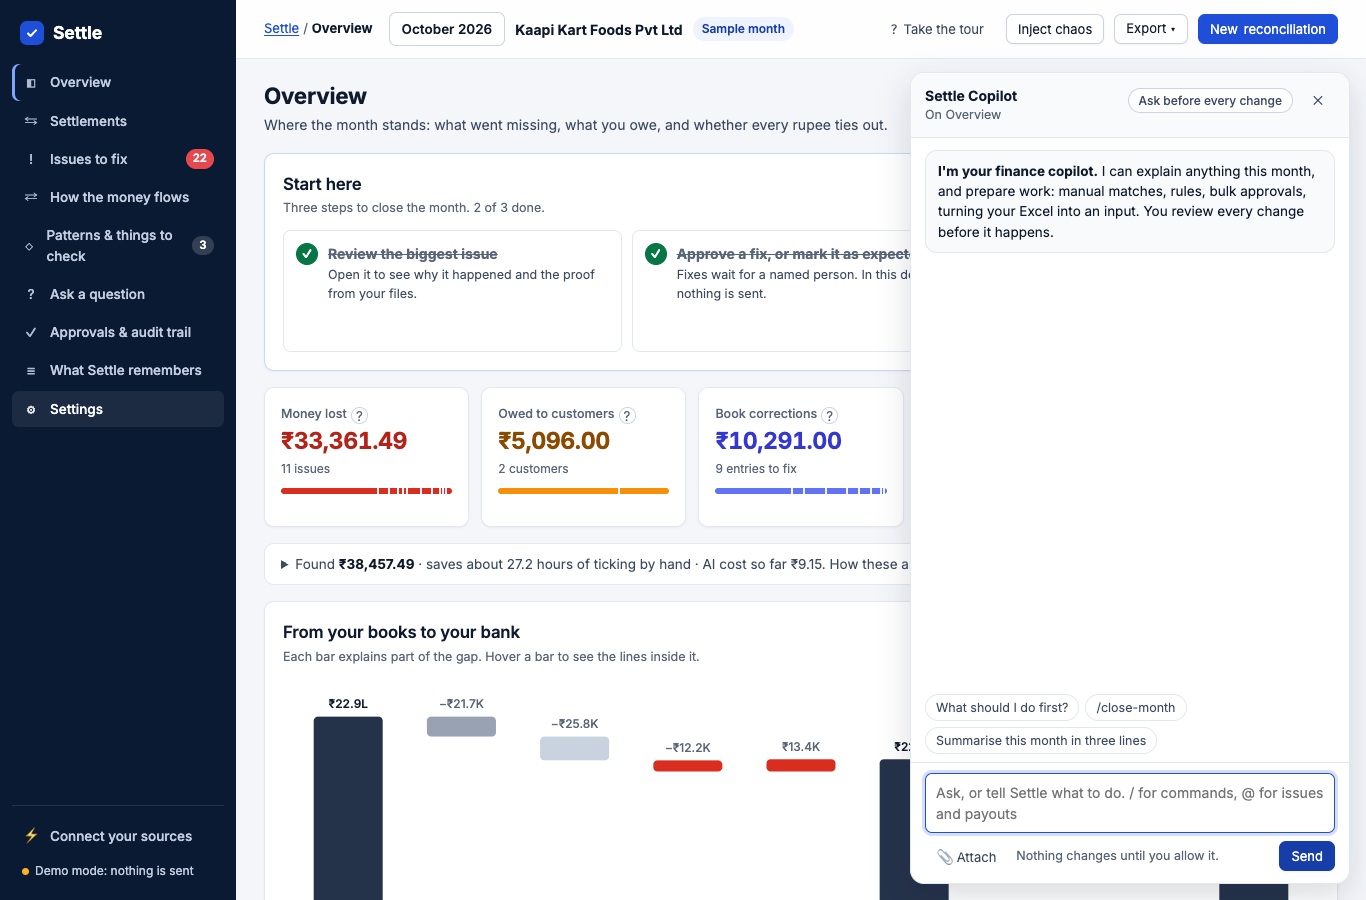 Settle
Overview
Settlements
Issues to fix
22
How the money flows
Patterns & things to
check
3
Ask a question
Approvals & audit trail
What Settle remembers
Settings
Connect your sources
Demo mode: nothing is sent
Settle / Overview
October 2026
Kaapi Kart Foods Pvt Ltd
Sample month
? Take the tour
Inject chaos
Export
New reconciliation
Overview
Where the month stands: what went missing, what you owe, and whether every rupee ties out.
Start here
Three steps to close the month. 2 of 3 done.
Review the biggest issue
Open it to see why it happened and the proof
from your files.
Approve a fix, or mark it as expect
Fixes wait for a named person. In this d
nothing is sent.
Money lost ?
₹33,361.49
11 issues
Owed to customers ?
₹5,096.00
2 customers
Book corrections ?
₹10,291.00
9 entries to fix
Found ₹38,457.49 · saves about 27.2 hours of ticking by hand · AI cost so far ₹9.15. How these a
From your books to your bank
Each bar explains part of the gap. Hover a bar to see the lines inside it.
₹22.9L
−₹21.7K
−₹25.8K
−₹12.2K
₹13.4K
Settle Copilot
On Overview
Ask before every change
I'm your finance copilot. I can explain anything this month,
and prepare work: manual matches, rules, bulk approvals,
turning your Excel into an input. You review every change
before it happens.
What should I do first?
/close-month
Summarise this month in three lines
Ask, or tell Settle what to do. / for commands, @ for issues
and payouts
Attach
Nothing changes until you allow it.
Send